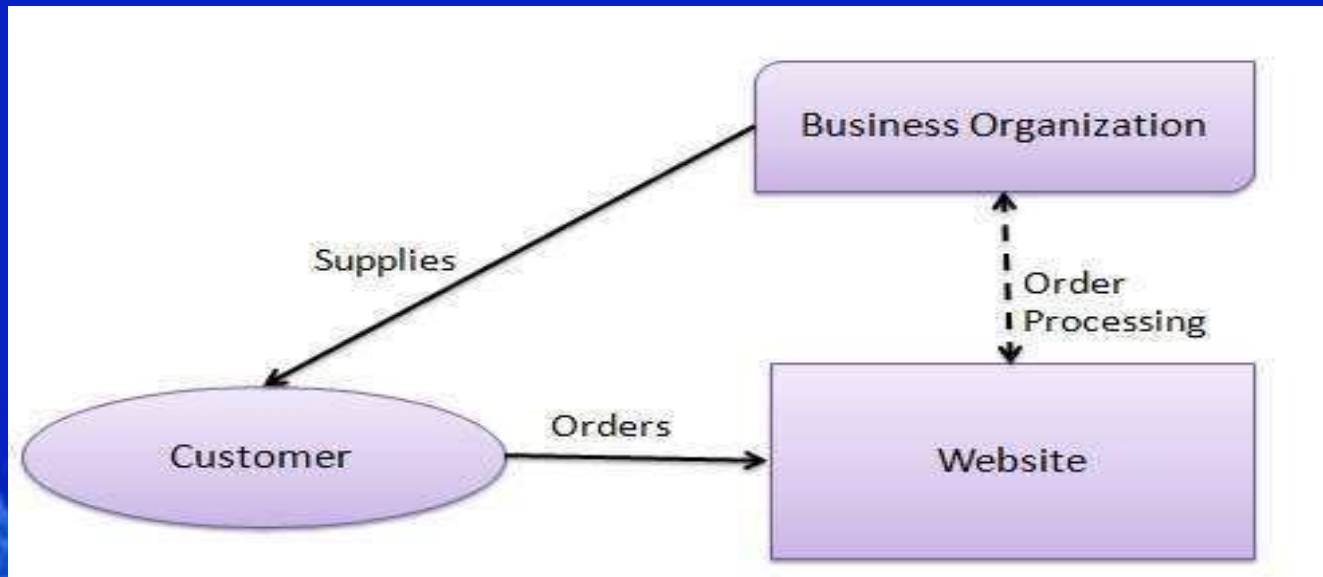 Business Organization
Supplies
Order
Processing
Orders
Customer
Website